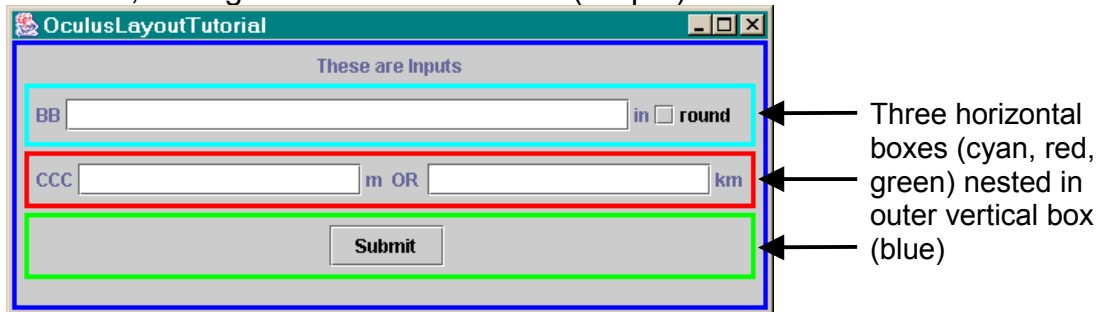 OculusLayoutTutorial
These are Inputs
BB in round
CCC m OR km
Submit
Three horizontal
boxes (cyan, red,
green) nested in
outer vertical box
(blue)